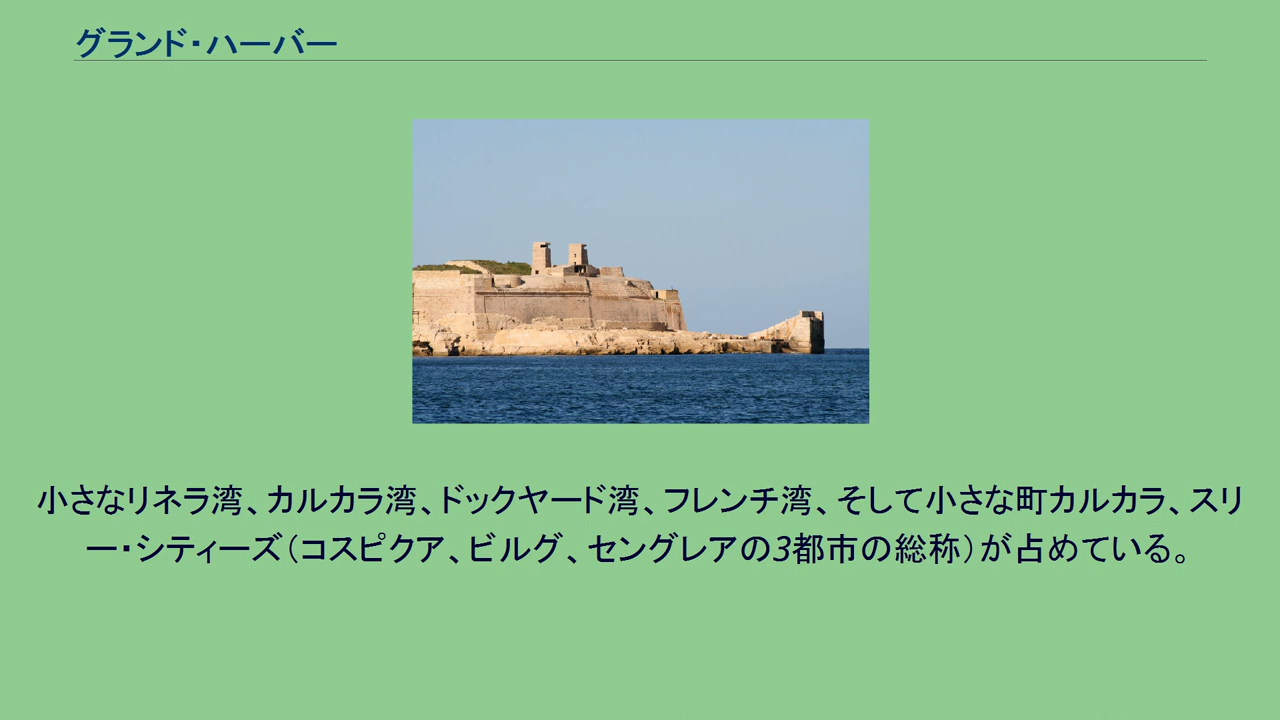 グランド・ハーバー
小さなリネラ湾、カルカラ湾、ドックヤード湾、フレンチ湾、そして小さな町カルカラ、スリ
ー・シティーズ（コスピクア、ビルグ、セングレアの3都市の総称）が占めている。